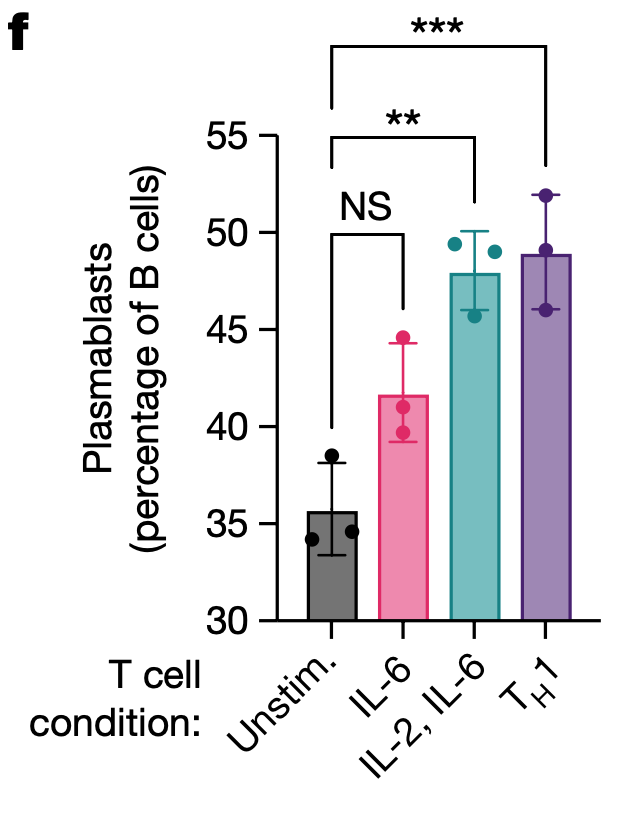 f
***
**
NS
55
50
45
40
35
30
Plasmablasts
(percentage of B cells)
T cell
condition:
Unstim.
IL-6
IL-2, IL-6
TH1